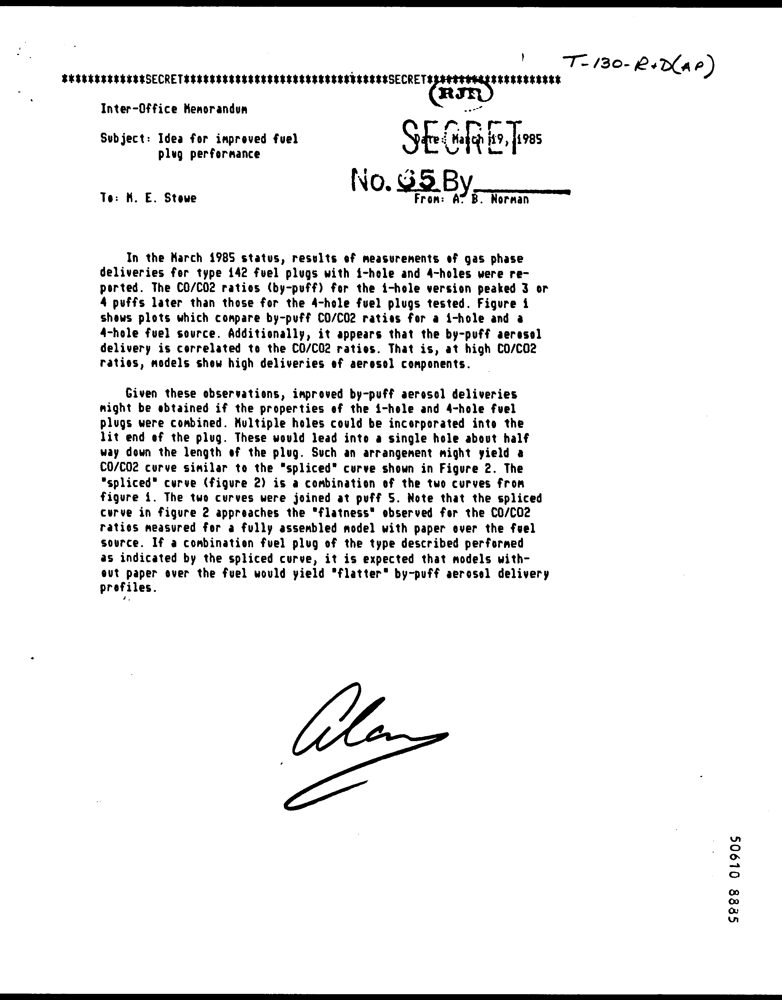 T-130-R+D(AP)
*************SECRET*****************************SECRET*********************
RJR
Inter-Office Memorandum
SECRET
Subject: Idea for improved fuel
plug performance
Date: March 19, 1985
No. 65 By
To: M. E. Stowe
From: A. B. Norman
In the March 1985 status, results of measurements of gas phase
deliveries for type 142 fuel plugs with 1-hole and 4-holes were re-
ported. The CO/CO2 ratios (by-puff) for the 1-hole version peaked 3 or
4 puffs later than those for the 4-hole fuel plugs tested. Figure 1
shows plots which compare by-puff CO/CO2 ratios for a 1-hole and a
4-hole fuel source. Additionally, it appears that the by-puff aerosol
delivery is correlated to the CO/CO2 ratios. That is, at high CO/CO2
ratios, models show high deliveries of aerosol components.
Given these observations, improved by-puff aerosol deliveries
might be obtained if the properties of the 1-hole and 4-hole fuel
plugs were combined. Multiple holes could be incorporated into the
lit end of the plug. These would lead into a single hole about half
way down the length of the plug. Such an arrangement might yield a
CO/CO2 curve similar to the "spliced" curve shown in Figure 2. The
"spliced" curve (figure 2) is a combination of the two curves from
figure 1. The two curves were joined at puff 5. Note that the spliced
curve in figure 2 approaches the "flatness" observed for the CO/CO2
ratios measured for a fully assembled model with paper over the fuel
source. If a combination fuel plug of the type described performed
as indicated by the spliced curve, it is expected that models with-
out paper over the fuel would yield "flatter" by-puff aerosol delivery
profiles.
Alan
50610 8885